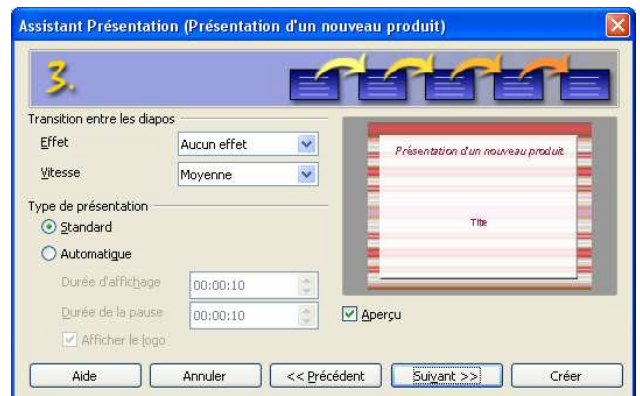 Assistant Présentation (Présentation d'un nouveau produit)
3.
Transition entre les diapos
Effet
Aucun effet
Vitesse
Moyenne
Type de présentation
Standard
Automatique
Durée d'affichage
00:00:10
Durée de la pause
00:00:10
Afficher le logo
Présentation d'un nouveau produit
Titre
Aperçu
Aide
Annuler
<< Précédent
Suivant >>
Créer